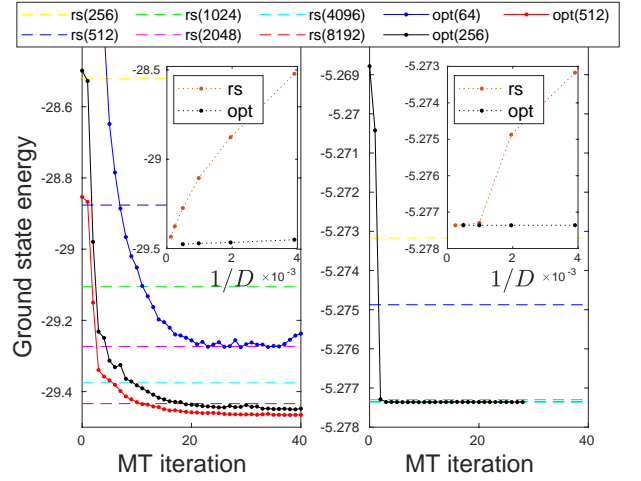 rs(256) rs(1024) rs(4096) opt(64) opt(512)
rs(512) rs(2048) rs(8192) opt(256)
Ground state energy
-28.6
-28.8
-29
-29.2
-29.4
0 20 40
MT iteration
-28.5
-29
-29.5
0 2 4
1/D ×10⁻³
rs
opt
-5.269
-5.27
-5.271
-5.272
-5.273
-5.274
-5.275
-5.276
-5.277
-5.278
0 20 40
MT iteration
-5.273
-5.274
-5.275
-5.276
-5.277
-5.278
0 2 4
1/D ×10⁻³
rs
opt